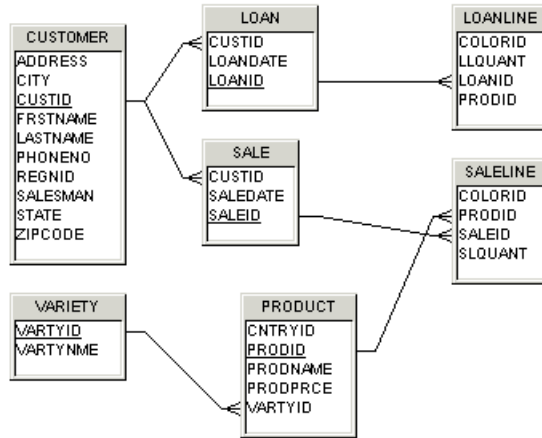 CUSTOMER
ADDRESS
CITY
CUSTID
FRSTNAME
LASTNAME
PHONENO
REGNID
SALESMAN
STATE
ZIPCODE
LOAN
CUSTID
LOANDATE
LOANID
LOANLINE
COLORID
LLQUANT
LOANID
PRODID
SALE
CUSTID
SALEDATE
SALEID
SALELINE
COLORID
PRODID
SALEID
SLQUANT
VARIETY
VARTYID
VARTYNME
PRODUCT
CNTRYID
PRODID
PRODNAME
PRODPRCE
VARTYID